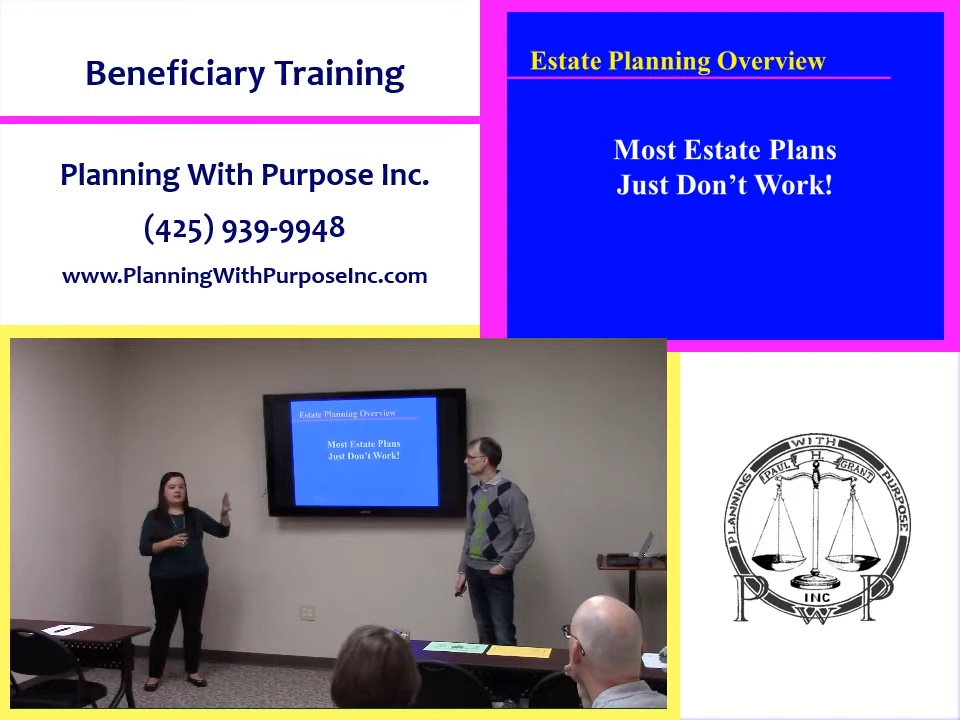 Beneficiary Training
Planning With Purpose Inc.
(425) 939-9948
www.PlanningWithPurposeInc.com
Estate Planning Overview
Most Estate Plans
Just Don't Work!
Estate Planning Overview
Most Estate Plans
Just Don't Work!
PLANNING WITH PURPOSE
PAUL H. GRANT
INC
PWP